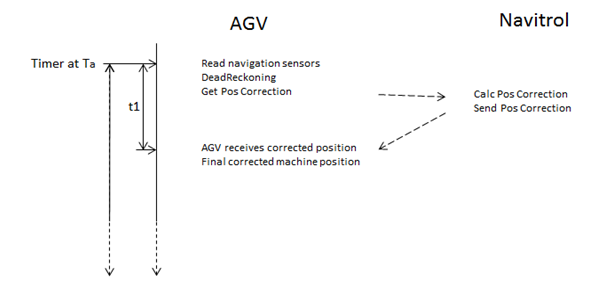 AGV
Navitrol
Timer at Ta
Read navigation sensors
DeadReckoning
Get Pos Correction
Calc Pos Correction
Send Pos Correction
t1
AGV receives corrected position
Final corrected machine position